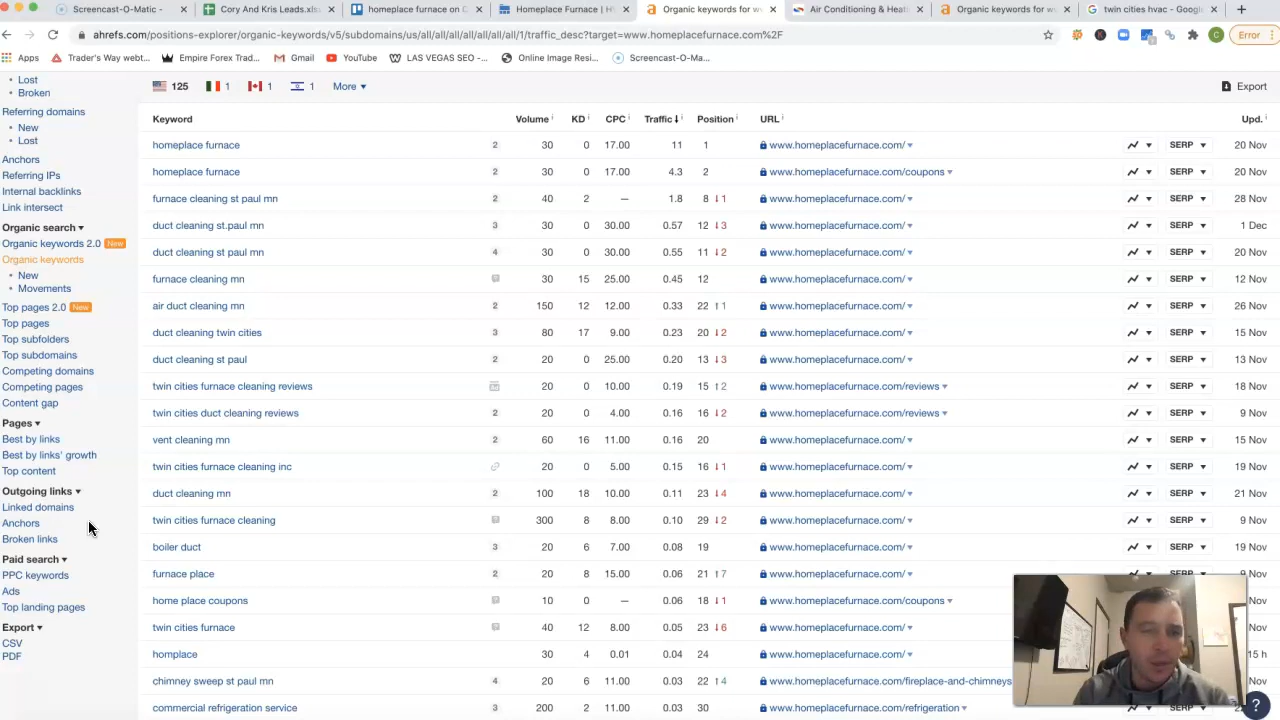 Screencast-O-Matic - × Cory And Kris Leads.xls × homeplace furnace on C × Homeplace Furnace | HV × Organic keywords for w × Air Conditioning & Heati × Organic keywords for w × twin cities hvac - Google × +
ahrefs.com/positions-explorer/organic-keywords/v5/subdomains/us/all/all/all/all/all/all/1/traffic_desc?target=www.homeplacefurnace.com%2F C Error
Apps Trader's Way webt... Empire Forex Trad... Gmail YouTube LAS VEGAS SEO -... Online Image Resi... Screencast-O-Ma...
Lost
Broken
Referring domains
New
Lost
Anchors
Referring IPs
Internal backlinks
Link intersect
Organic search
Organic keywords 2.0 New
Organic keywords
New
Movements
Top pages 2.0 New
Top pages
Top subfolders
Top subdomains
Competing domains
Competing pages
Content gap
Pages
Best by links
Best by links' growth
Top content
Outgoing links
Linked domains
Anchors
Broken links
Paid search
PPC keywords
Ads
Top landing pages
Export
CSV
PDF
125 1 1 1 More Export
Keyword Volume KD CPC Traffic Position URL Upd.
homeplace furnace 2 30 0 17.00 11 1 www.homeplacefurnace.com/ SERP 20 Nov
homeplace furnace 2 30 0 17.00 4.3 2 www.homeplacefurnace.com/coupons SERP 20 Nov
furnace cleaning st paul mn 2 40 2 — 1.8 8 ↓1 www.homeplacefurnace.com/ SERP 28 Nov
duct cleaning st.paul mn 3 30 0 30.00 0.57 12 ↓3 www.homeplacefurnace.com/ SERP 1 Dec
duct cleaning st paul mn 4 30 0 30.00 0.55 11 ↓2 www.homeplacefurnace.com/ SERP 20 Nov
furnace cleaning mn 30 15 25.00 0.45 12 www.homeplacefurnace.com/ SERP 12 Nov
air duct cleaning mn 2 150 12 12.00 0.33 22 ↑1 www.homeplacefurnace.com/ SERP 26 Nov
duct cleaning twin cities 3 80 17 9.00 0.23 20 ↓2 www.homeplacefurnace.com/ SERP 15 Nov
duct cleaning st paul 2 20 0 25.00 0.20 13 ↓3 www.homeplacefurnace.com/ SERP 13 Nov
twin cities furnace cleaning reviews 20 0 10.00 0.19 15 ↑2 www.homeplacefurnace.com/reviews SERP 18 Nov
twin cities duct cleaning reviews 2 20 0 4.00 0.16 16 ↓2 www.homeplacefurnace.com/reviews SERP 9 Nov
vent cleaning mn 2 60 16 11.00 0.16 20 www.homeplacefurnace.com/ SERP 15 Nov
twin cities furnace cleaning inc 20 0 5.00 0.15 16 ↓1 www.homeplacefurnace.com/ SERP 19 Nov
duct cleaning mn 2 100 18 10.00 0.11 23 ↓4 www.homeplacefurnace.com/ SERP 21 Nov
twin cities furnace cleaning 300 8 8.00 0.10 29 ↓2 www.homeplacefurnace.com/ SERP 9 Nov
boiler duct 3 20 6 7.00 0.08 19 www.homeplacefurnace.com/ SERP 19 Nov
furnace place 2 20 8 15.00 0.06 21 ↑7 www.homeplacefurnace.com/ SERP 9 Nov
home place coupons 10 0 — 0.06 18 ↓1 www.homeplacefurnace.com/coupons Nov
twin cities furnace 40 12 8.00 0.05 23 ↓6 www.homeplacefurnace.com/ Nov
homplace 30 4 0.01 0.04 24 www.homeplacefurnace.com/ 15 h
chimney sweep st paul mn 4 20 6 11.00 0.03 22 ↑4 www.homeplacefurnace.com/fireplace-and-chimneys Nov
commercial refrigeration service 3 200 2 11.00 0.03 30 www.homeplacefurnace.com/refrigeration SERP Nov
?